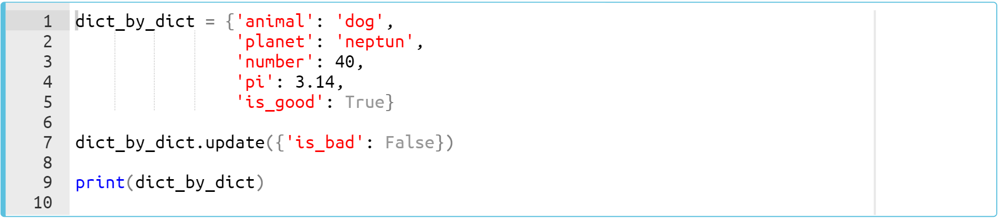 1 dict_by_dict = {'animal': 'dog',
2 'planet': 'neptun',
3 'number': 40,
4 'pi': 3.14,
5 'is_good': True}
6
7 dict_by_dict.update({'is_bad': False})
8
9 print(dict_by_dict)
10